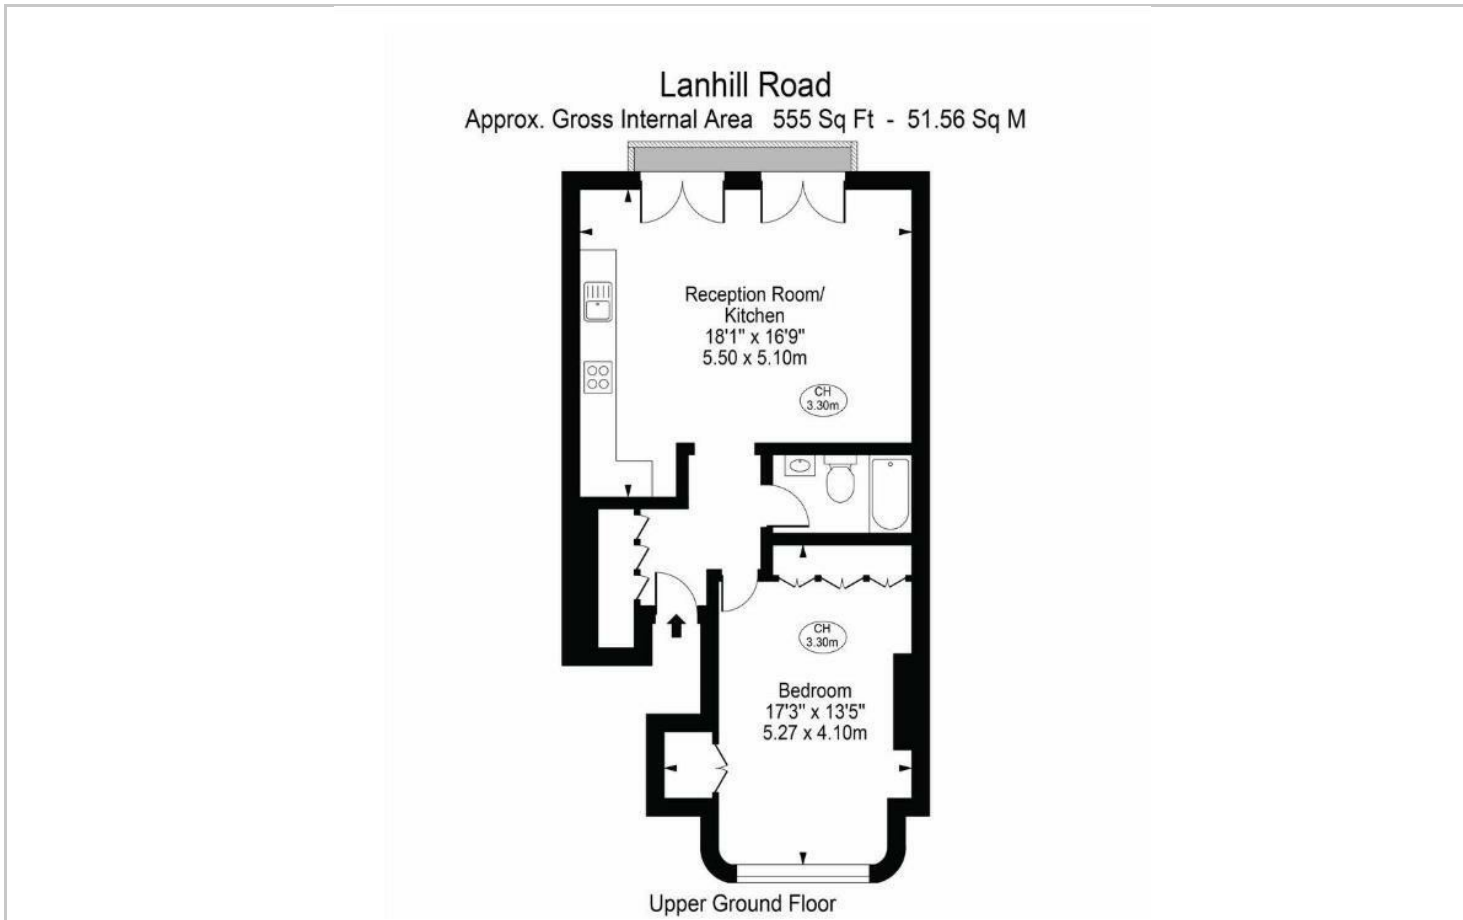 Lanhill Road
Approx. Gross Internal Area 555 Sq Ft - 51.56 Sq M
Reception Room/
Kitchen
18'1" x 16'9"
5.50 x 5.10m
CH
3.30m
CH
3.30m
Bedroom
17'3" x 13'5"
5.27 x 4.10m
Upper Ground Floor